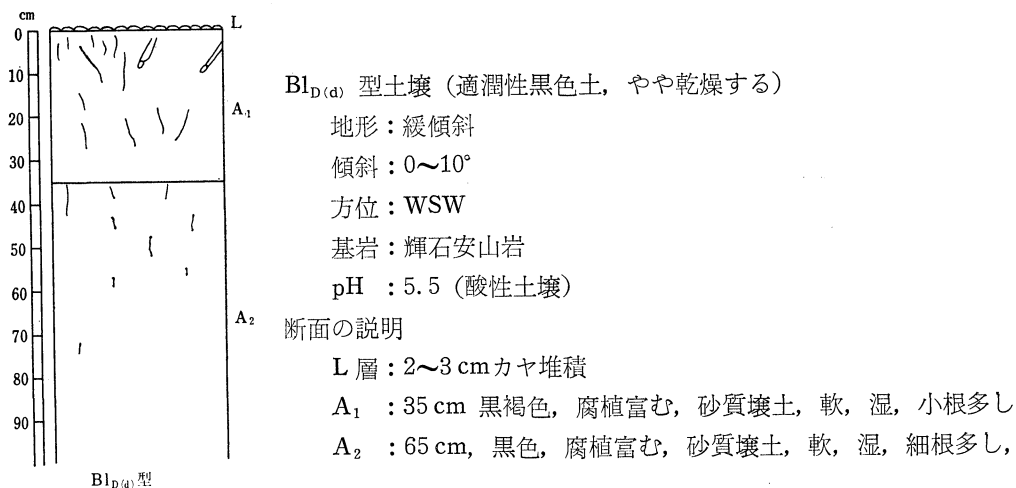 cm
0
10
20
30
40
50
60
70
80
90
L
A₁
A₂
Bl_D(d)型
Bl_D(d) 型土壌(適潤性黒色土，やや乾燥する)
地形：緩傾斜
傾斜：0〜10°
方位：WSW
基岩：輝石安山岩
pH ：5.5 (酸性土壌)
断面の説明
L 層：2〜3 cmカヤ堆積
A₁ ：35 cm 黒褐色，腐植富む，砂質壌土，軟，湿，小根多し
A₂ ：65 cm，黒色，腐植富む，砂質壌土，軟，湿，細根多し，